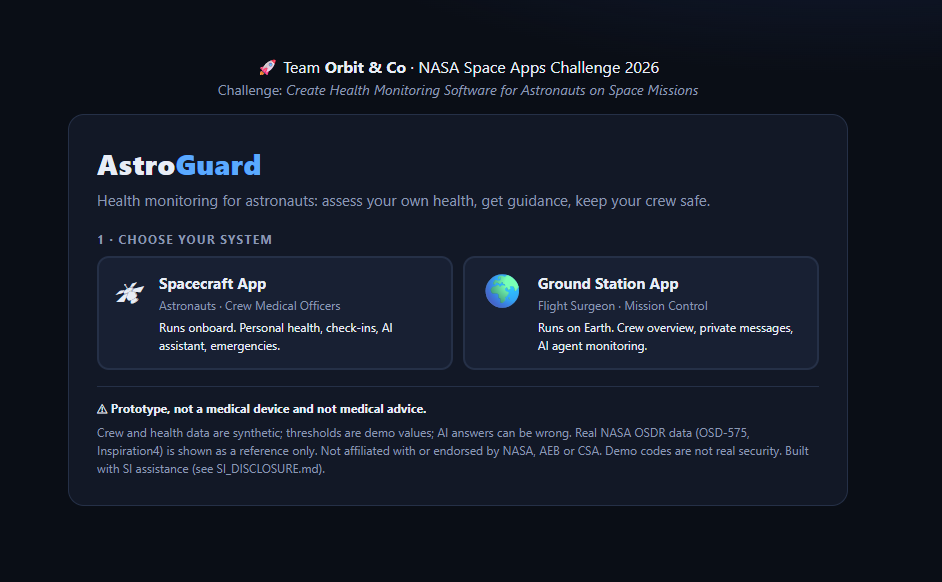 🚀 Team Orbit & Co · NASA Space Apps Challenge 2026
Challenge: Create Health Monitoring Software for Astronauts on Space Missions
AstroGuard
Health monitoring for astronauts: assess your own health, get guidance, keep your crew safe.
1 · CHOOSE YOUR SYSTEM
Spacecraft App
Astronauts · Crew Medical Officers
Runs onboard. Personal health, check-ins, AI
assistant, emergencies.
Ground Station App
Flight Surgeon · Mission Control
Runs on Earth. Crew overview, private messages,
AI agent monitoring.
⚠ Prototype, not a medical device and not medical advice.
Crew and health data are synthetic; thresholds are demo values; AI answers can be wrong. Real NASA OSDR data (OSD-575,
Inspiration4) is shown as a reference only. Not affiliated with or endorsed by NASA, AEB or CSA. Demo codes are not real security. Built
with SI assistance (see SI_DISCLOSURE.md).